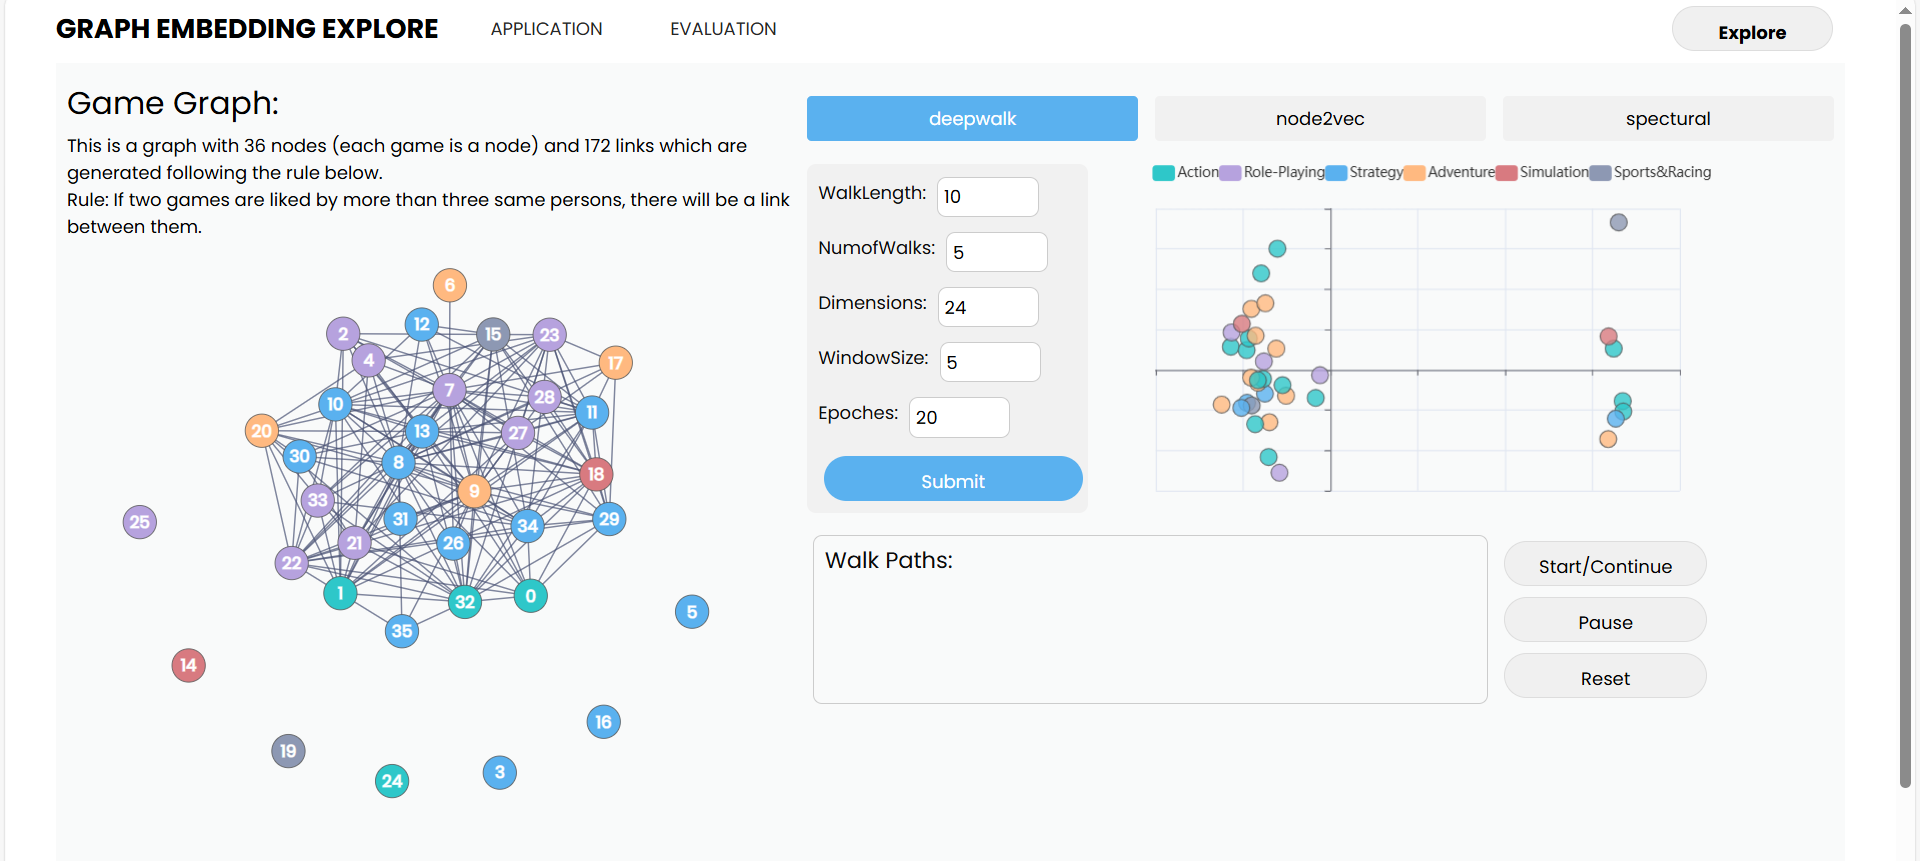 GRAPH EMBEDDING EXPLORE
APPLICATION
EVALUATION
Explore
Game Graph:
This is a graph with 36 nodes (each game is a node) and 172 links which are
generated following the rule below.
Rule: If two games are liked by more than three same persons, there will be a link
between them.
6
12
2
15
23
4
17
7
28
10
11
20
13
27
30
8
18
9
33
31
29
25
34
21
26
22
1
32
0
5
35
14
16
19
3
24
deepwalk
node2vec
spectural
WalkLength:
10
NumofWalks:
5
Dimensions:
24
WindowSize:
5
Epoches:
20
Submit
Action
Role-Playing
Strategy
Adventure
Simulation
Sports&Racing
Walk Paths:
Start/Continue
Pause
Reset